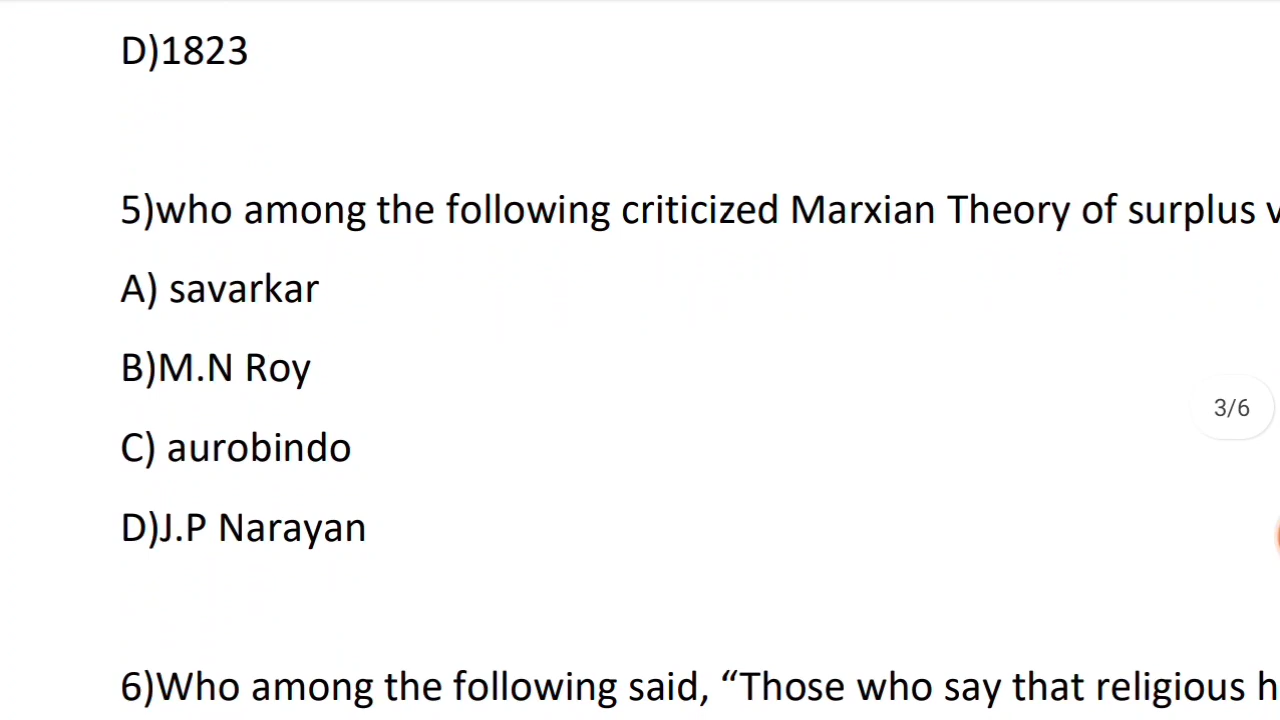 D)1823
5)who among the following criticized Marxian Theory of surplus
A) savarkar
B)M.N Roy
3/6
C) aurobindo
D)J.P Narayan
6)Who among the following said, “Those who say that religious